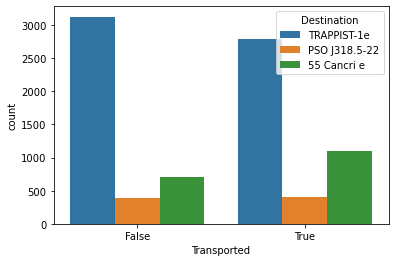 Destination
TRAPPIST-1e
PSO J318.5-22
55 Cancri e
3000
2500
2000
1500
1000
500
0
count
False
True
Transported